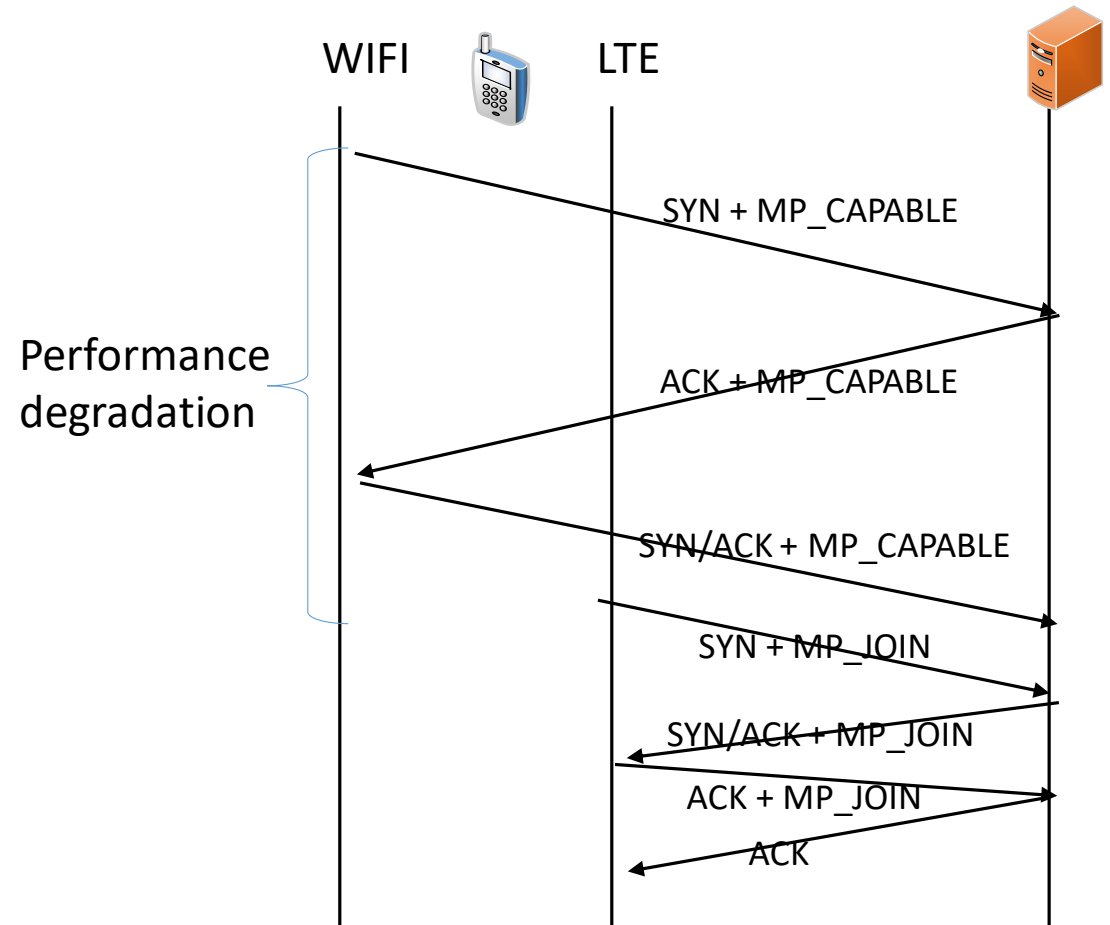 WIFI
LTE
SYN + MP_CAPABLE
Performance
degradation
ACK + MP_CAPABLE
SYN/ACK + MP_CAPABLE
SYN + MP_JOIN
SYN/ACK + MP_JOIN
ACK + MP_JOIN
ACK